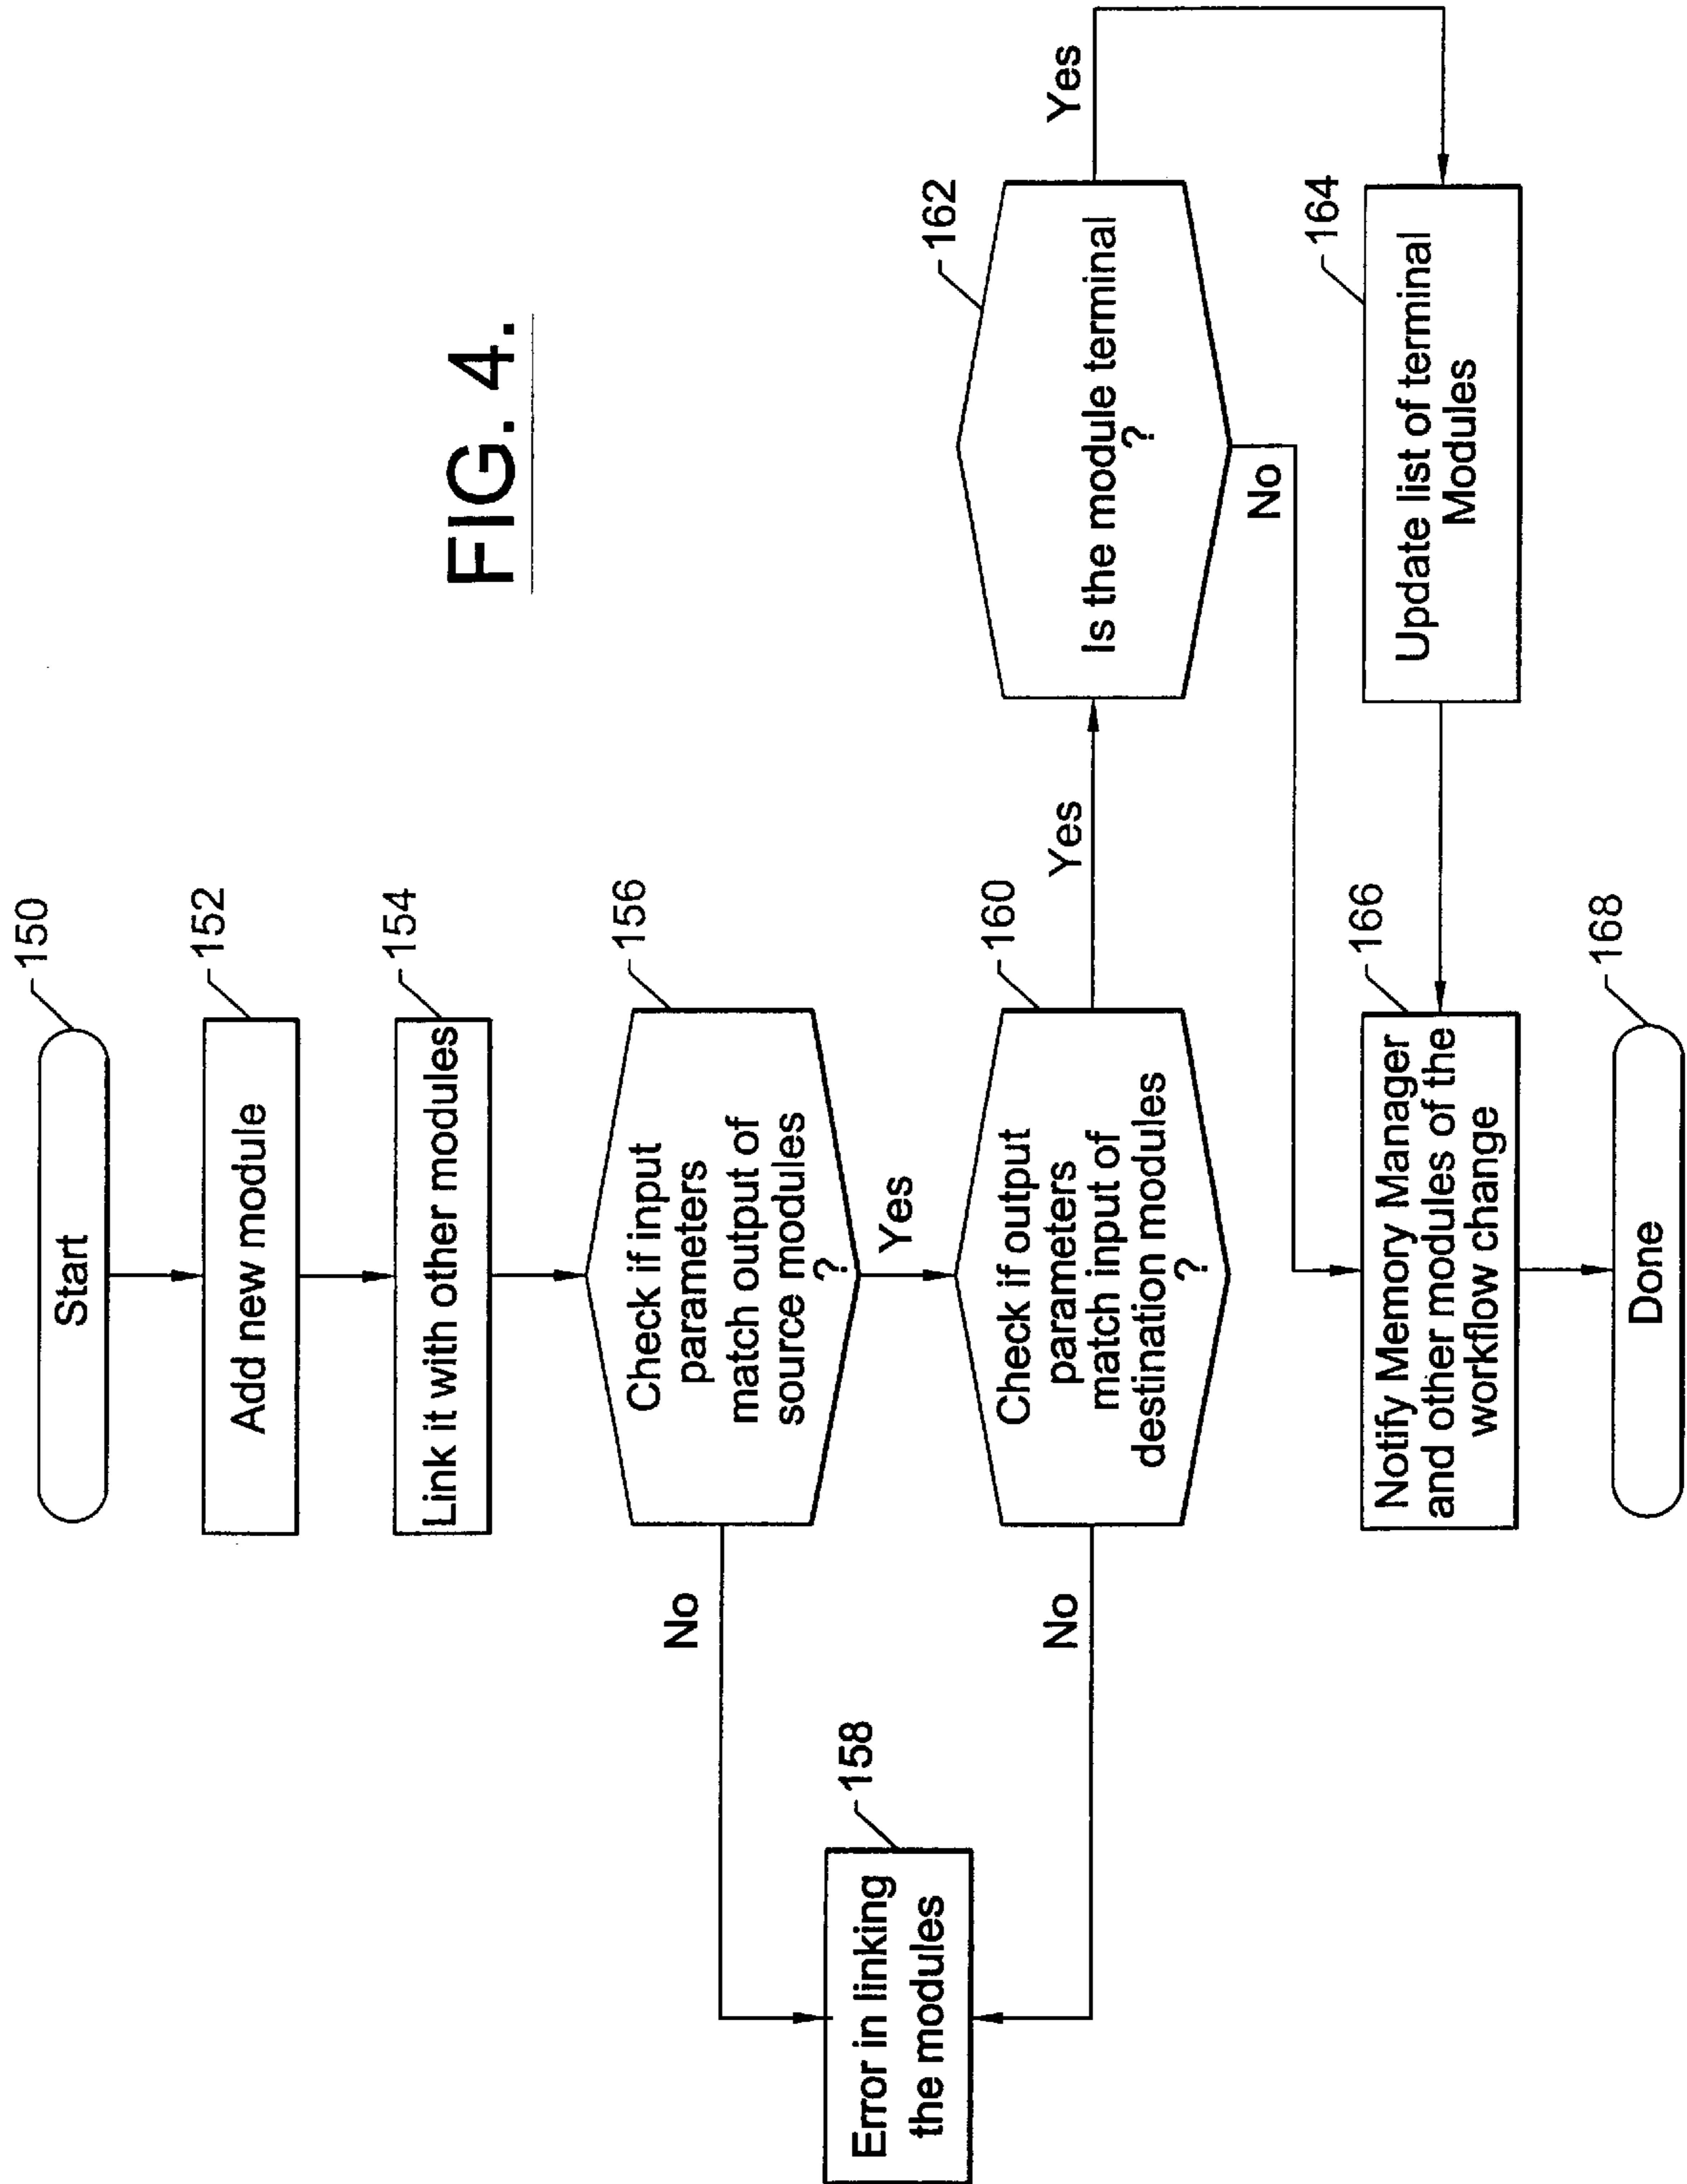 150
Start
152
Add new module
154
Link it with other modules
156
Check if input
parameters
match output of
source modules
?
No
Yes
158
Error in linking
the modules
160
Check if output
parameters
match input of
destination modules
?
No
Yes
162
Is the module terminal
?
Yes
No
164
Update list of terminal
Modules
166
Notify Memory Manager
and other modules of the
workflow change
168
Done
FIG. 4.